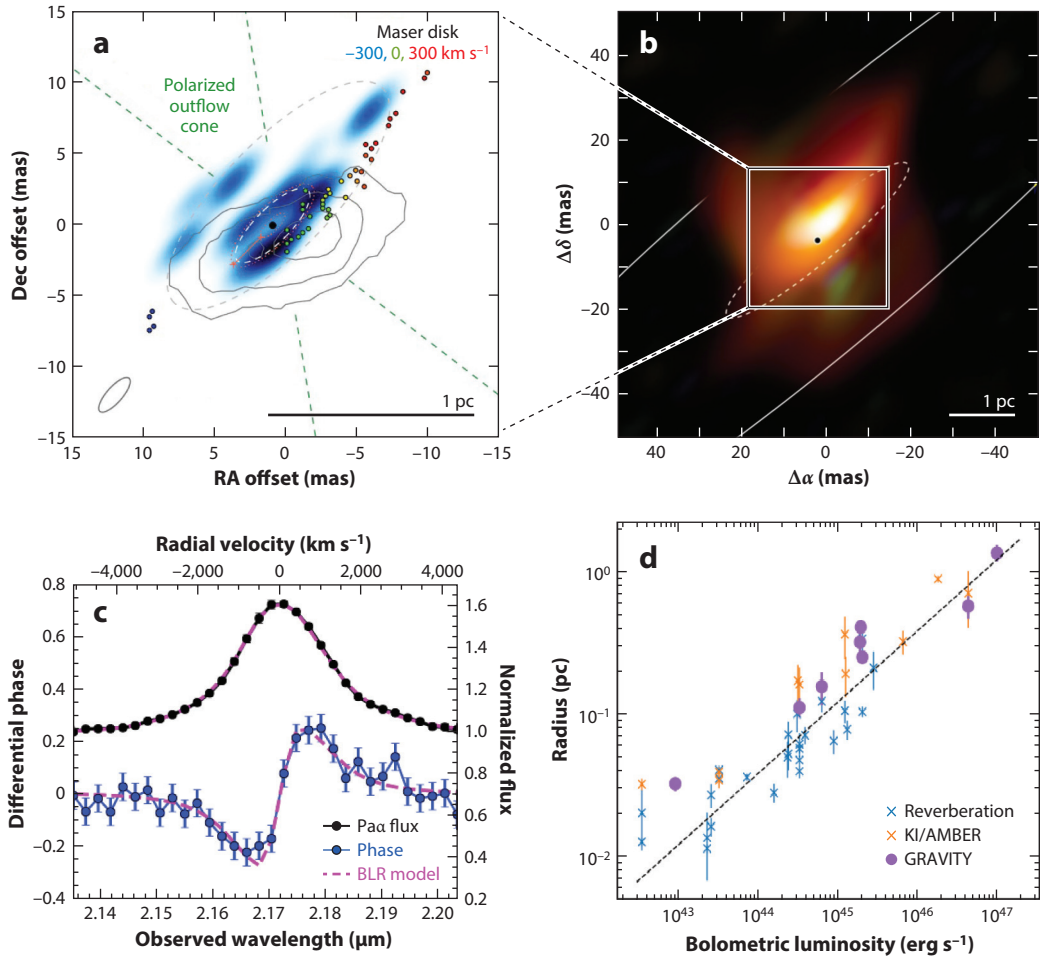 a
Maser disk
−300, 0, 300 km s−1
Polarized
outflow
cone
1 pc
15
10
5
0
−5
−10
−15
Dec offset (mas)
15
10
5
0
−5
−10
−15
RA offset (mas)
b
1 pc
40
20
0
−20
−40
Δδ (mas)
40
20
0
−20
−40
Δα (mas)
Radial velocity (km s−1)
−4,000
−2,000
0
2,000
4,000
c
0.8
0.6
0.4
0.2
0
−0.2
−0.4
Differential phase
1.6
1.4
1.2
1.0
0.8
0.6
0.4
0.2
Normalized flux
Paα flux
Phase
BLR model
2.14
2.15
2.16
2.17
2.18
2.19
2.20
Observed wavelength (μm)
d
100
10−1
10−2
Radius (pc)
Reverberation
KI/AMBER
GRAVITY
1043
1044
1045
1046
1047
Bolometric luminosity (erg s−1)